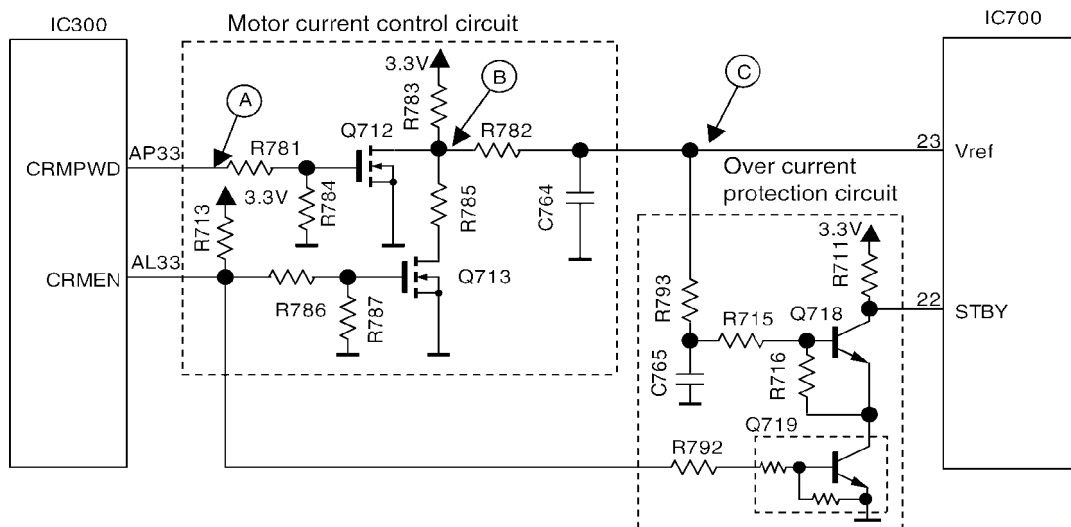 IC300
Motor current control circuit
IC700
3.3V
R783
A
B
C
AP33
R781
Q712
R782
23
Vref
CRMPWD
3.3V
R784
R785
C764
Over current
protection circuit
R713
3.3V
R711
AL33
CRMEN
Q713
R786
R787
R793
R715
Q718
22
STBY
C765
R716
Q719
R792